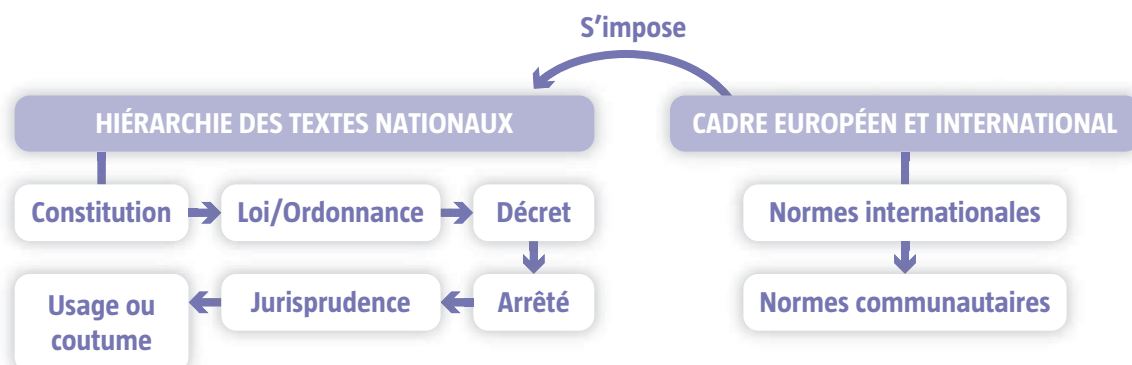 S’impose
HIÉRARCHIE DES TEXTES NATIONAUX
CADRE EUROPÉEN ET INTERNATIONAL
Constitution
Loi/Ordonnance
Décret
Normes internationales
Usage ou
coutume
Jurisprudence
Arrêté
Normes communautaires